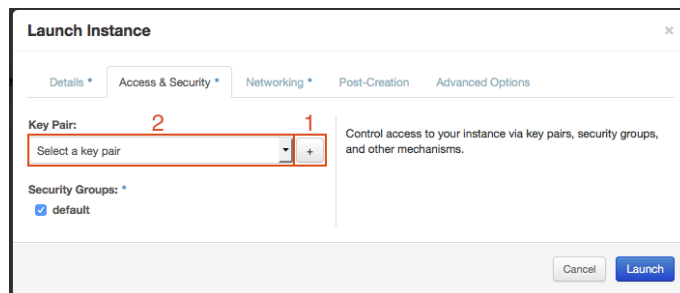 Launch Instance ×
Details * Access & Security * Networking * Post-Creation Advanced Options
Key Pair: 2 1
Select a key pair +
Control access to your instance via key pairs, security groups,
and other mechanisms.
Security Groups: *
default
Cancel Launch